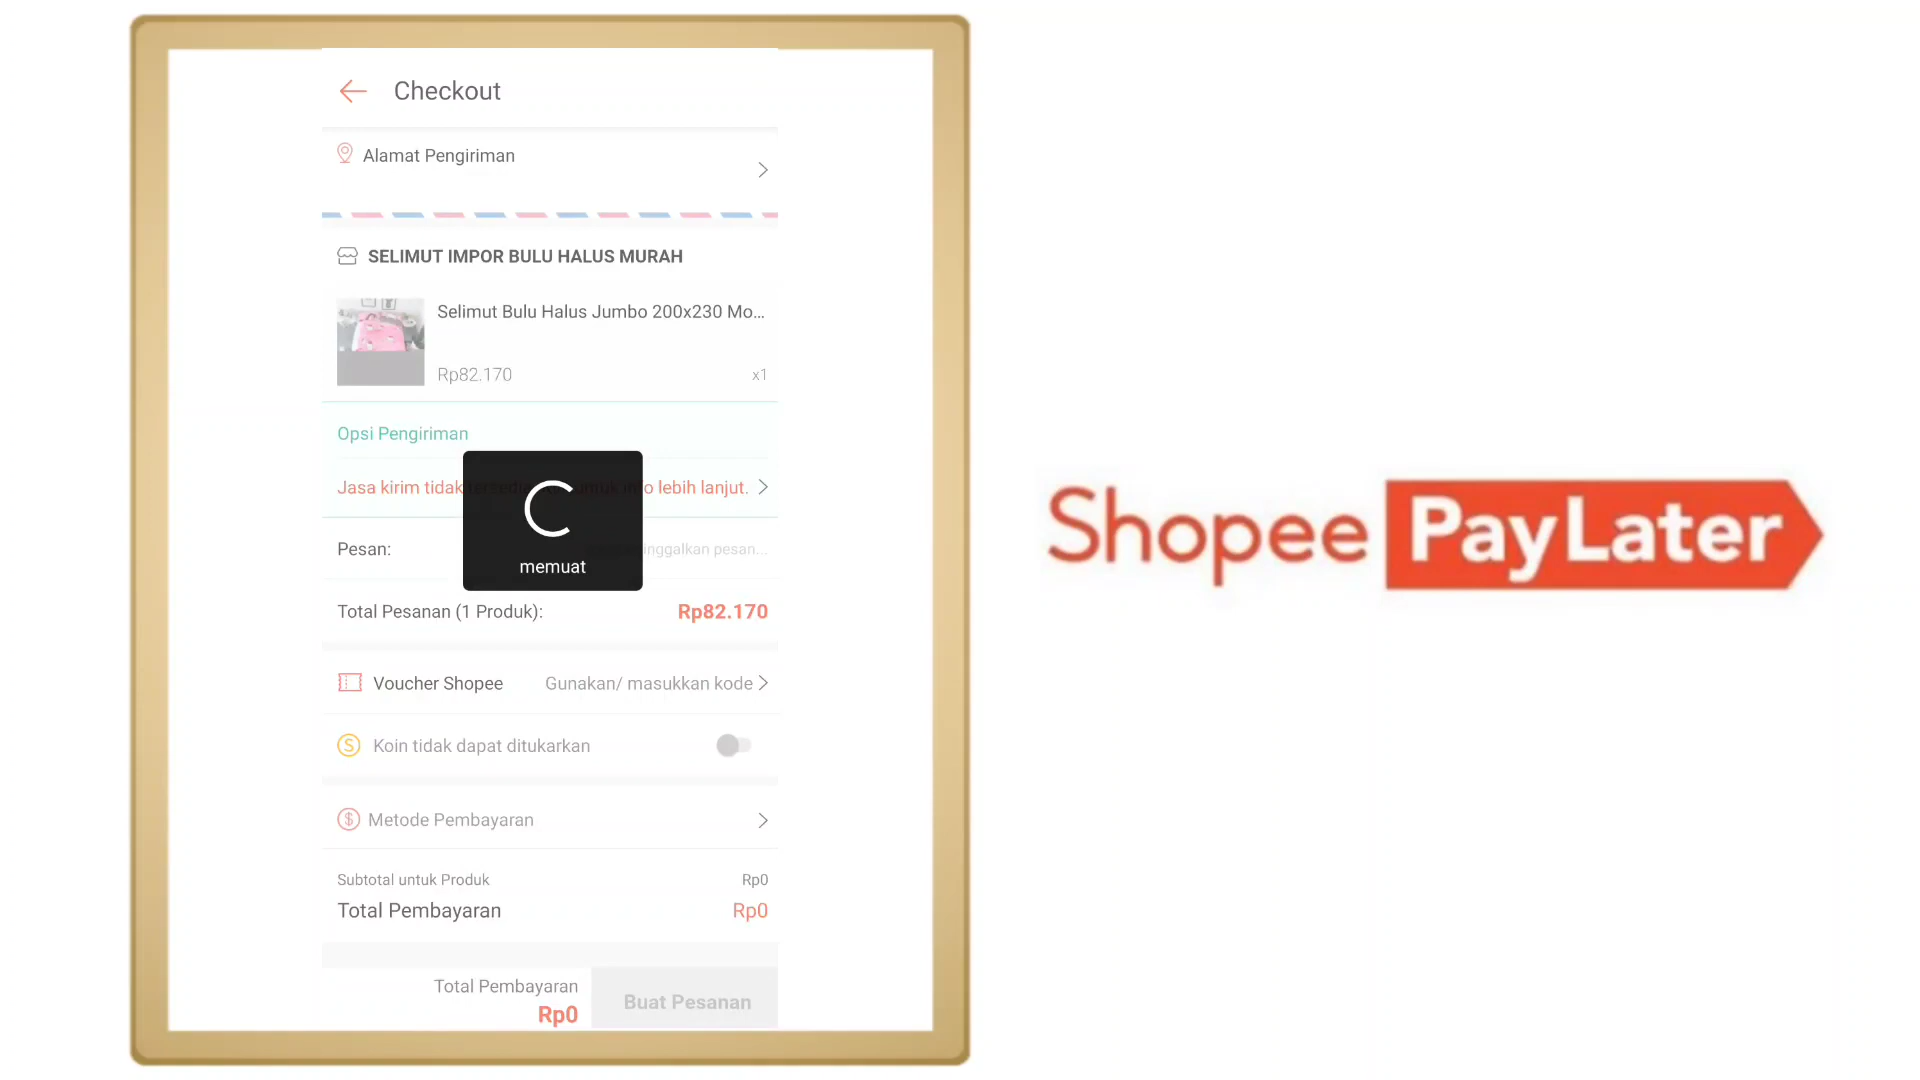 Checkout
Alamat Pengiriman
SELIMUT IMPOR BULU HALUS MURAH
Selimut Bulu Halus Jumbo 200x230 Mo...
Rp82.170 x1
Opsi Pengiriman
Jasa kirim tidak lebih lanjut.
Pesan: pesan...
memuat
Total Pesanan (1 Produk): Rp82.170
Voucher Shopee Gunakan/ masukkan kode
Koin tidak dapat ditukarkan
Metode Pembayaran
Subtotal untuk Produk Rp0
Total Pembayaran Rp0
Total Pembayaran
Rp0
Buat Pesanan
Shopee PayLater